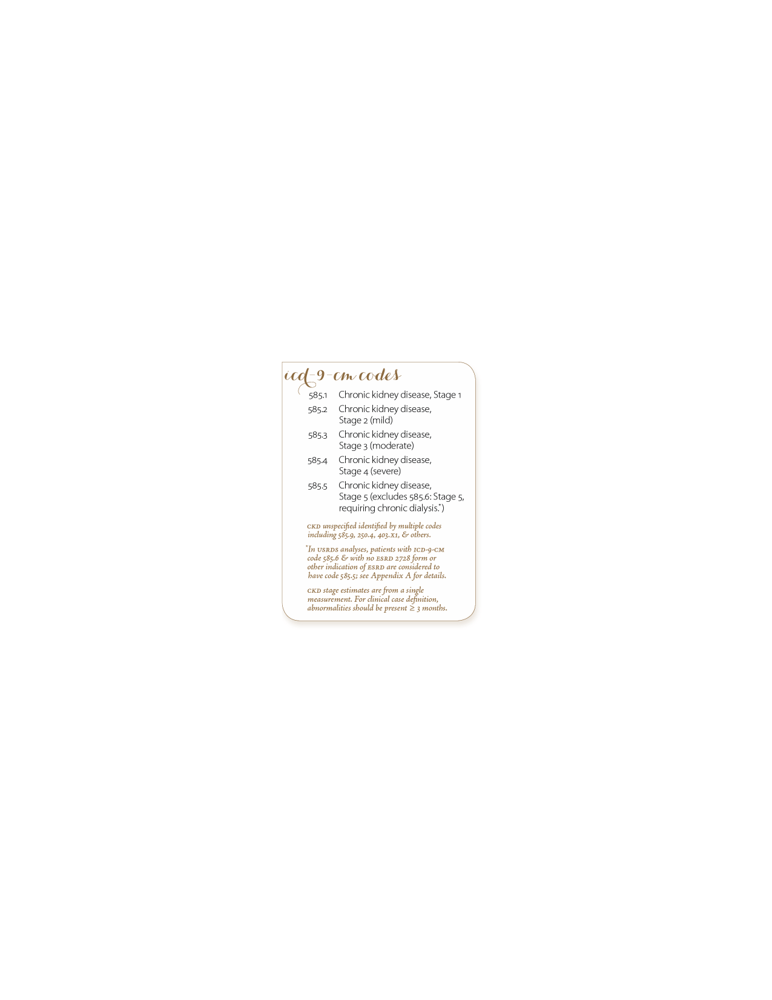 icd-9-cm codes
585.1 Chronic kidney disease, Stage 1
585.2 Chronic kidney disease,
Stage 2 (mild)
585.3 Chronic kidney disease,
Stage 3 (moderate)
585.4 Chronic kidney disease,
Stage 4 (severe)
585.5 Chronic kidney disease,
Stage 5 (excludes 585.6: Stage 5,
requiring chronic dialysis.*)
CKD unspecified identified by multiple codes
including 585.9, 250.4, 403.X1, & others.
*In USRDS analyses, patients with ICD-9-CM
code 585.6 & with no ESRD 2728 form or
other indication of ESRD are considered to
have code 585.5; see Appendix A for details.
CKD stage estimates are from a single
measurement. For clinical case definition,
abnormalities should be present ≥ 3 months.